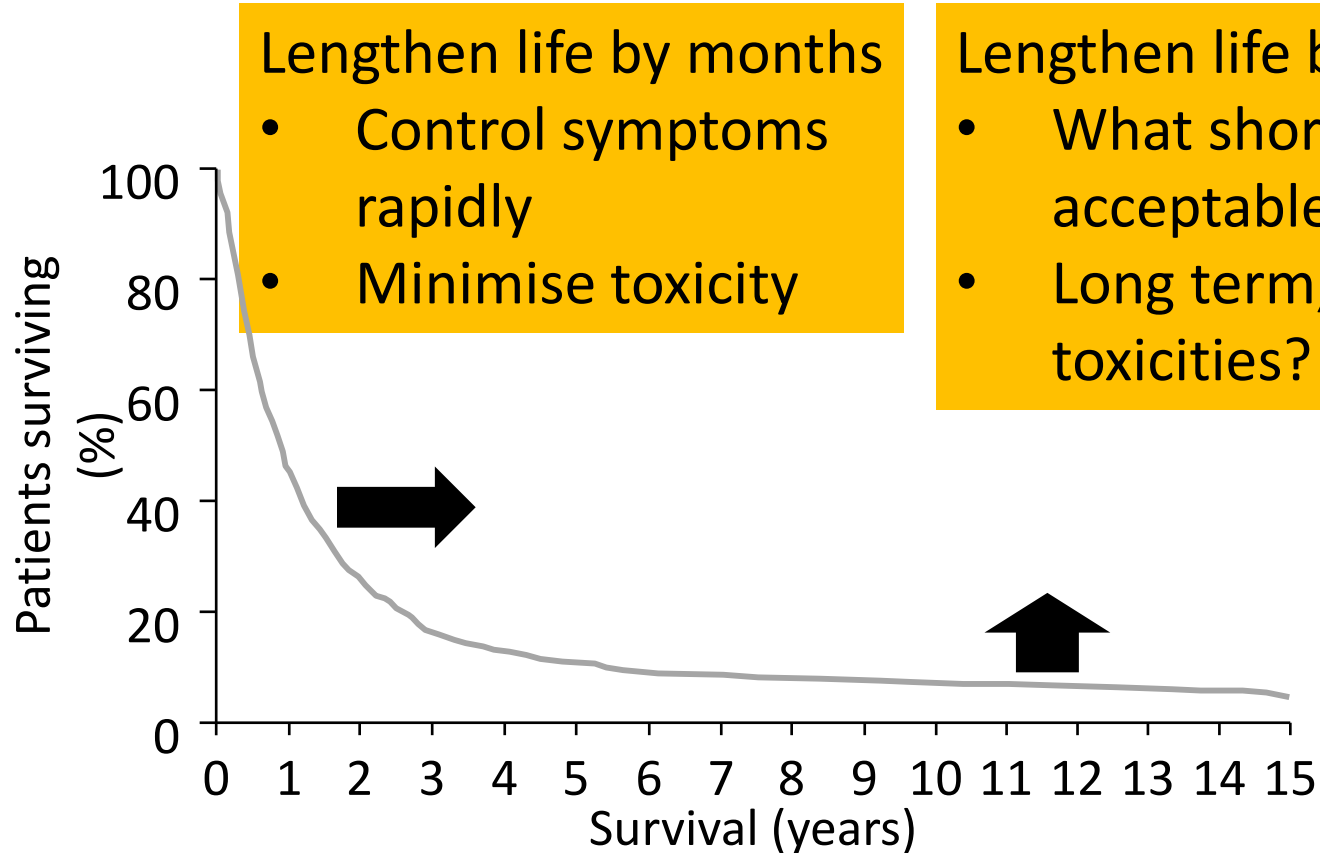 Lengthen life by months
• Control symptoms
rapidly
• Minimise toxicity
Lengthen life b
• What shor
acceptable
• Long term,
toxicities?
Patients surviving
(%)
100
80
60
40
20
0
0 1 2 3 4 5 6 7 8 9 10 11 12 13 14 15
Survival (years)